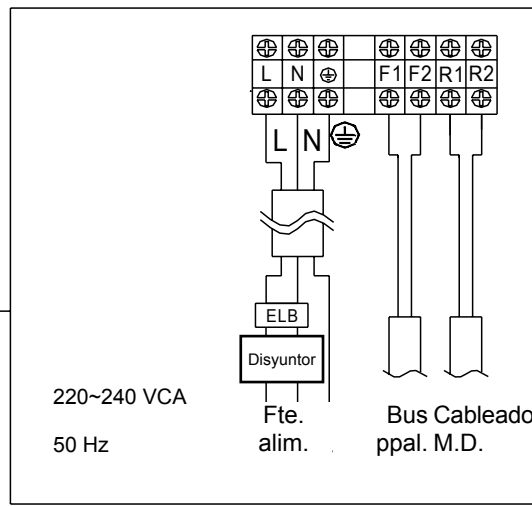 L N F1 F2 R1 R2
L N
ELB
Disyuntor
220~240 VCA
50 Hz
Fte.
alim.
Bus Cableado
ppal. M.D.